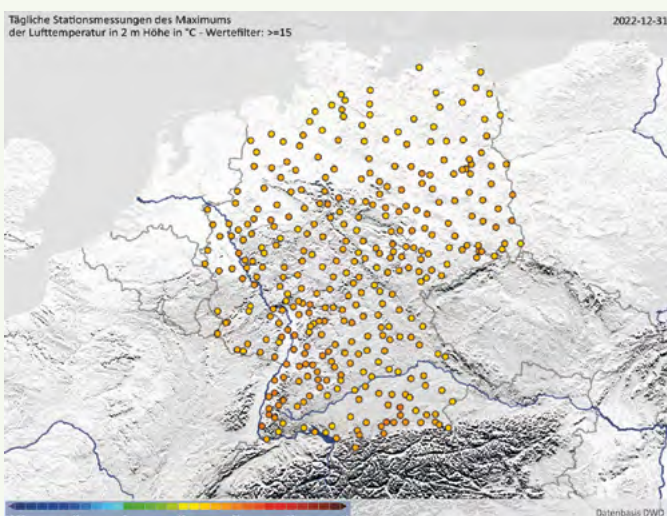 Tägliche Stationsmessungen des Maximums
der Lufttemperatur in 2 m Höhe in °C - Wertefilter: >=15
2022-12-31
Datenbasis DWD